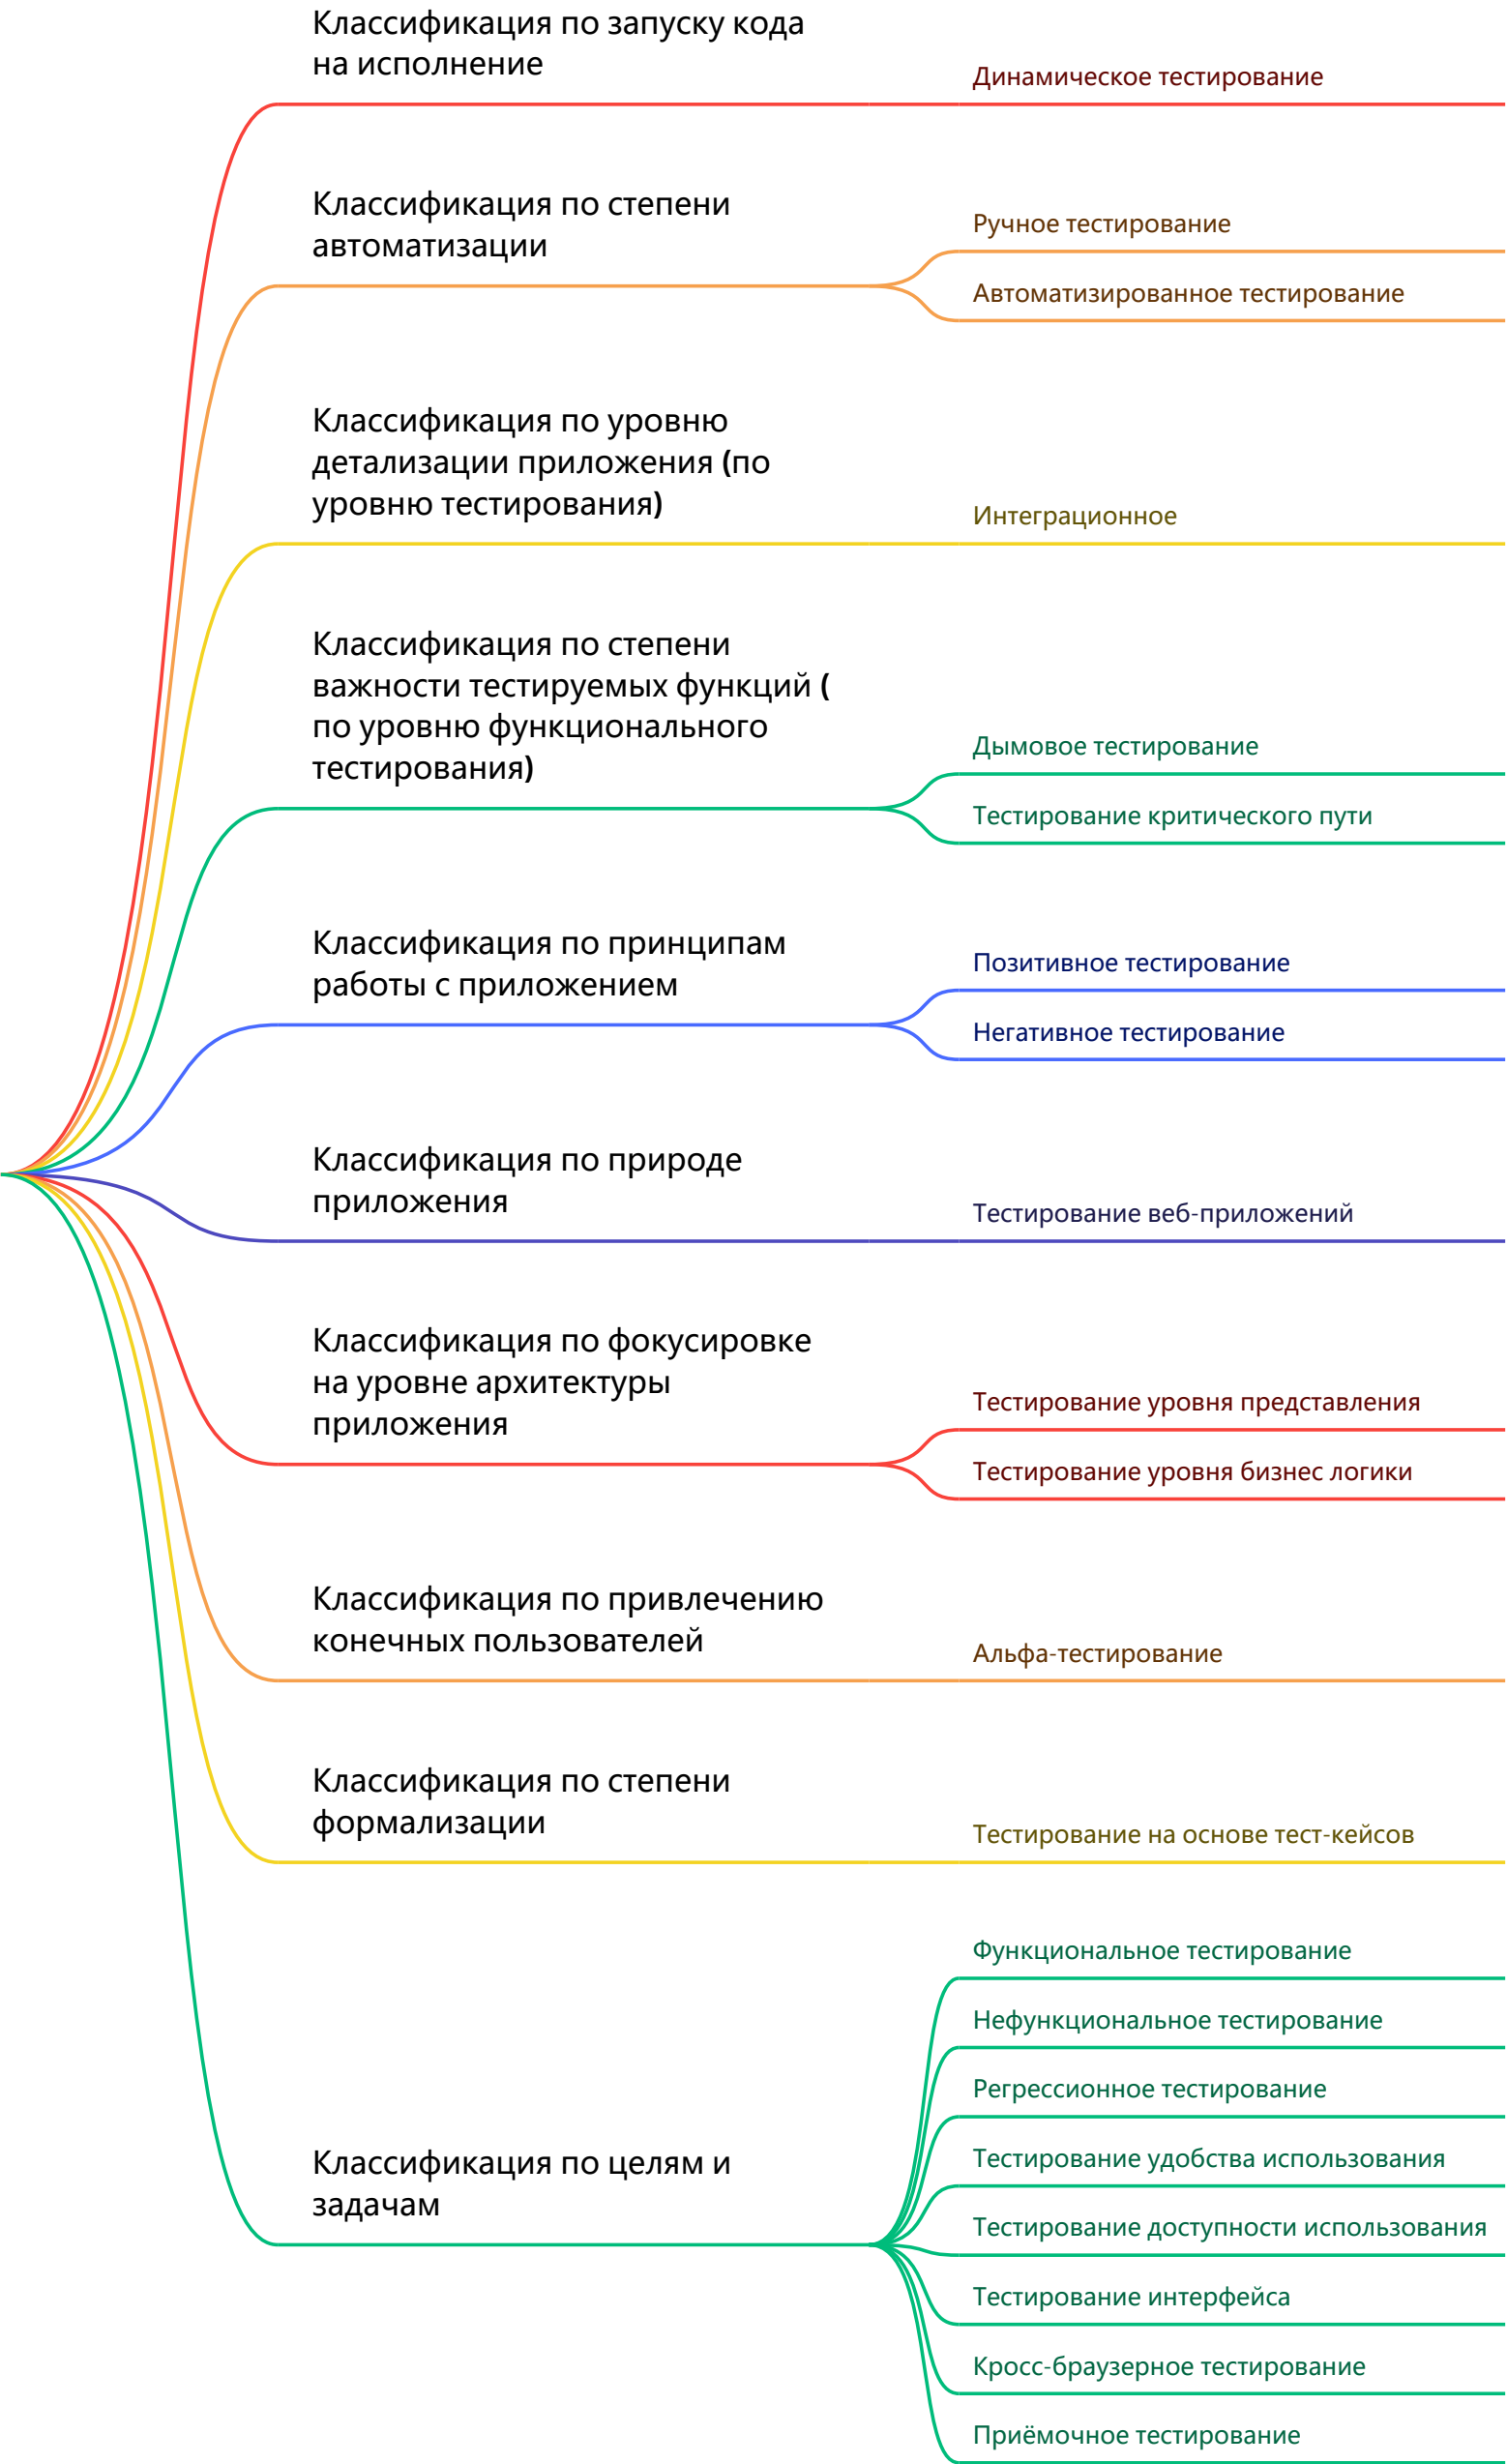 Классификация по запуску кода
на исполнение
Динамическое тестирование
Классификация по степени
автоматизации
Ручное тестирование
Автоматизированное тестирование
Классификация по уровню
детализации приложения (по
уровню тестирования)
Интеграционное
Классификация по степени
важности тестируемых функций (
по уровню функционального
тестирования)
Дымовое тестирование
Тестирование критического пути
Классификация по принципам
работы с приложением
Позитивное тестирование
Негативное тестирование
Классификация по природе
приложения
Тестирование веб-приложений
Классификация по фокусировке
на уровне архитектуры
приложения
Тестирование уровня представления
Тестирование уровня бизнес логики
Классификация по привлечению
конечных пользователей
Альфа-тестирование
Классификация по степени
формализации
Тестирование на основе тест-кейсов
Классификация по целям и
задачам
Функциональное тестирование
Нефункциональное тестирование
Регрессионное тестирование
Тестирование удобства использования
Тестирование доступности использования
Тестирование интерфейса
Кросс-браузерное тестирование
Приёмочное тестирование